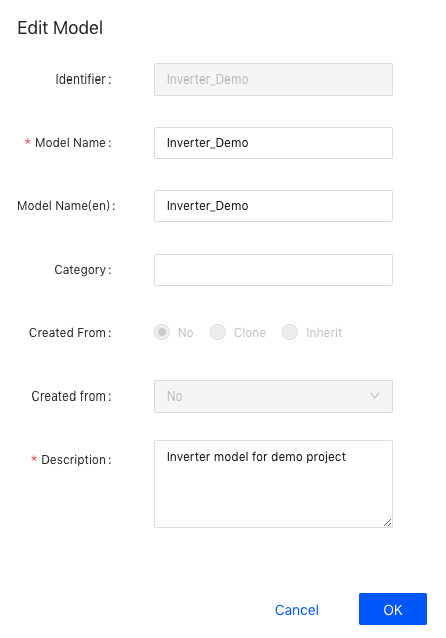 Edit Model
Identifier :
Inverter_Demo
* Model Name :
Inverter_Demo
Model Name(en) :
Inverter_Demo
Category :
Created From :
No Clone Inherit
Created from :
No
* Description :
Inverter model for demo project
Cancel OK